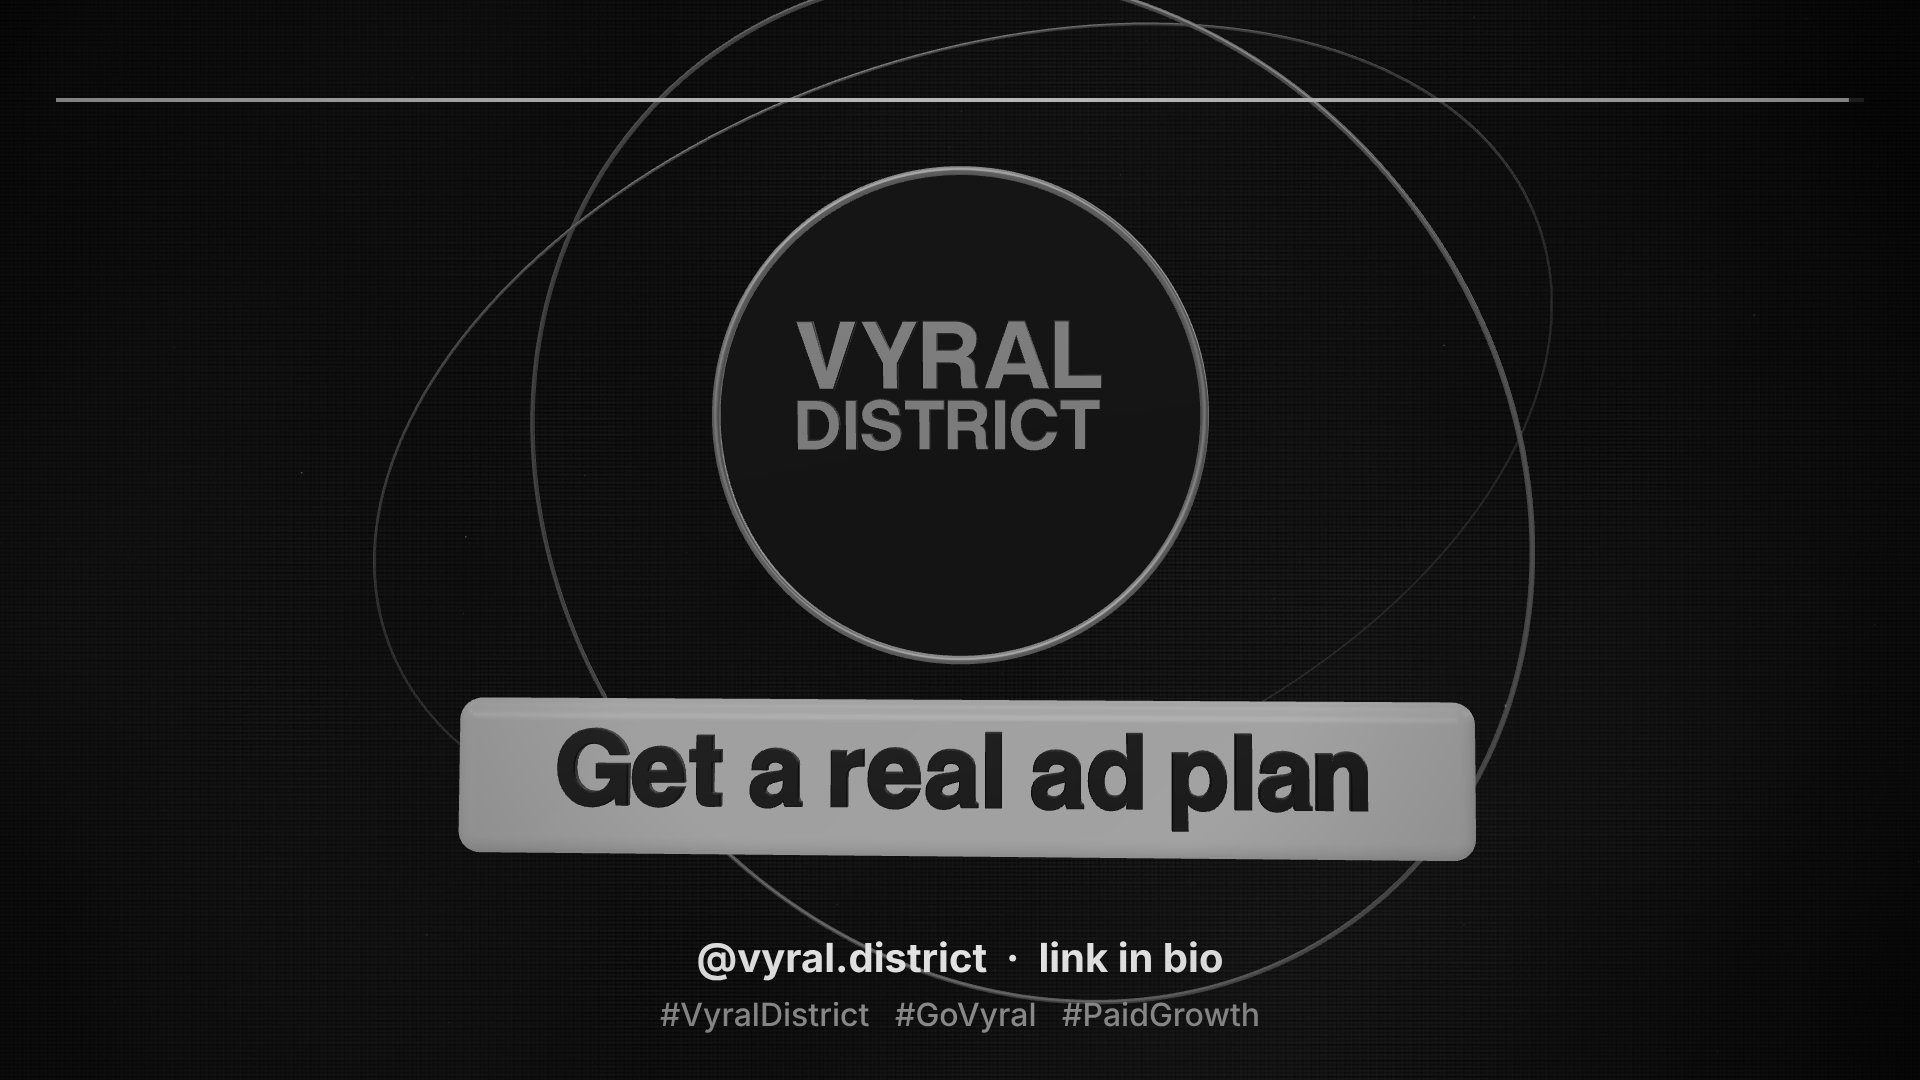 VYRAL
DISTRICT
Get a real ad plan
@vyral.district · link in bio
#VyralDistrict #GoVyral #PaidGrowth